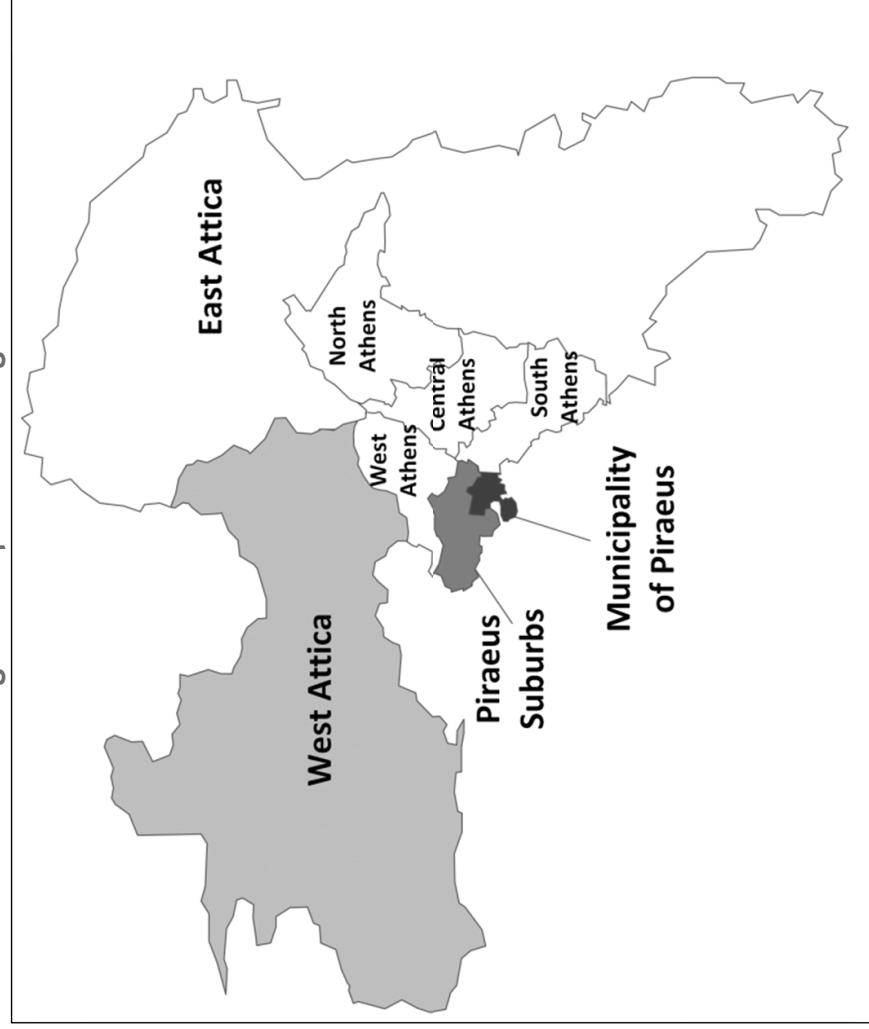 East Attica
North
Athens
Central
Athens
South
Athens
West
Athens
West Attica
Piraeus
Suburbs
Municipality
of Piraeus